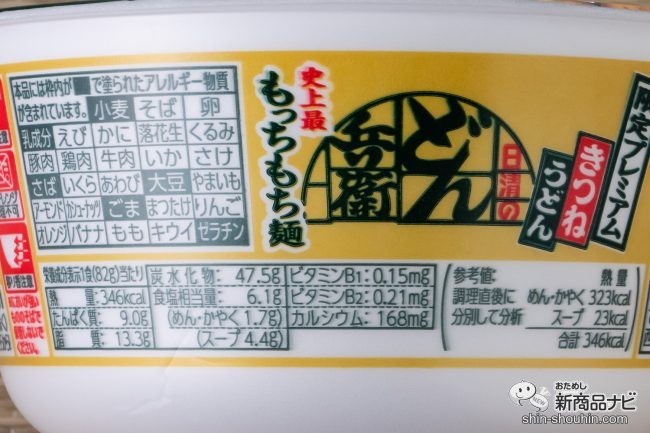 本品には枠内が■で塗られたアレルギー物質
が含まれています。 小麦 そば 卵
乳成分 えび かに 落花生 くるみ
豚肉 鶏肉 牛肉 いか さけ
さば いくら あわび 大豆 やまいも
アーモンド カシューナッツ ごま まつたけ りんご
オレンジ バナナ もも キウイ ゼラチン
史上最
もっちもち麺
日清の
どん
兵衛
限定プレミアム
きつね
うどん
栄養成分表示1食(82g)当たり
熱量: 346kcal
たんぱく質: 9.0g
脂質: 13.3g
炭水化物: 47.5g
食塩相当量: 6.1g
(めん・かやく 1.7g)
(スープ 4.4g)
ビタミンB1: 0.15mg
ビタミンB2: 0.21mg
カルシウム: 168mg
参考値: 熱量
調理直後に めん・かやく 323kcal
分別して分析 スープ 23kcal
合計 346kcal
おためし
新商品ナビ
shin-shouhin.com